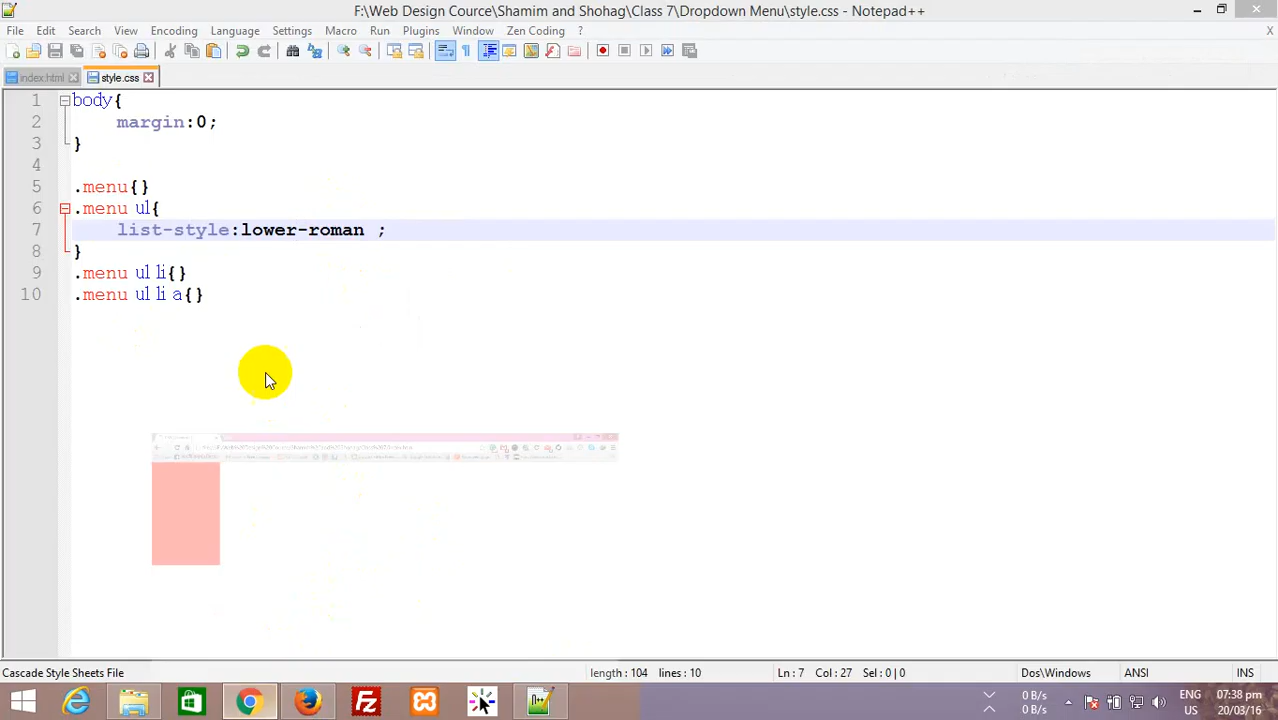 F:\Web Design Cource\Shamim and Shohag\Class 7\Dropdown Menu\style.css - Notepad++
File Edit Search View Encoding Language Settings Macro Run Plugins Window Zen Coding ? X
index.html style.css
1 body{
2 margin:0;
3 }
4
5 .menu{}
6 .menu ul{
7 list-style:lower-roman ;
8 }
9 .menu ul li{}
10 .menu ul li a{}
Cascade Style Sheets File length : 104 lines : 10 Ln : 7 Col : 27 Sel : 0 | 0 Dos\Windows ANSI INS
0 B/s ENG 07:38 pm
0 B/s US 20/03/16